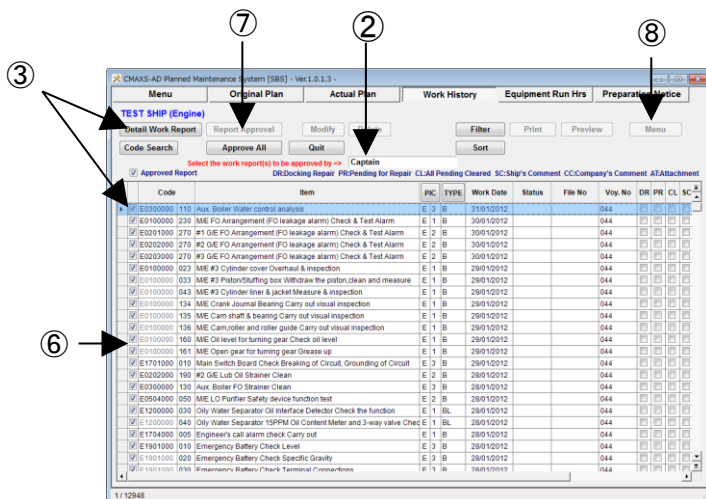 ⑦ ② ⑧
③
CMAXS-AD Planned Maintenance System [SBS] - Ver.1.0.1.3 -
Menu Original Plan Actual Plan Work History Equipment Run Hrs Preparation Notice
TEST SHIP (Engine)
Detail Work Report Report Approval Modify Delete Filter Print Preview Menu
Code Search Approve All Quit Sort
Select the work report(s) to be approved by => Captain
Approved Report DR:Docking Repair PR:Pending for Repair CL:All Pending Cleared SC:Ship's Comment CC:Company's Comment AT:Attachment
Code Item PIC TYPE Work Date Status File No Voy. No DR PR CL SC
E0300000 110 Aux. Boiler Water control analysis E 3 B 31/01/2012 044
E0100000 230 M/E FO Arrangement (FO leakage alarm) Check & Test Alarm E 1 B 30/01/2012 044
E0201000 270 #1 G/E FO Arrangement (FO leakage alarm) Check & Test Alarm E 2 B 30/01/2012 044
E0202000 270 #2 G/E FO Arrangement (FO leakage alarm) Check & Test Alarm E 2 B 30/01/2012 044
E0203000 270 #3 G/E FO Arrangement (FO leakage alarm) Check & Test Alarm E 2 B 30/01/2012 044
E0100000 023 M/E #3 Cylinder cover Overhaul & inspection E 1 B 29/01/2012 044
E0100000 033 M/E #3 Piston/Stuffing box Withdraw the piston,clean and measure E 1 B 29/01/2012 044
E0100000 043 M/E #3 Cylinder liner & jacket Measure & inspection E 1 B 29/01/2012 044
E0100000 134 M/E Crank Journal Bearing Carry out visual inspection E 1 B 29/01/2012 044
E0100000 135 M/E Cam shaft & bearing Carry out visual inspection E 1 B 29/01/2012 044
E0100000 136 M/E Cam,roller and roller guide Carry out visual inspection E 1 B 29/01/2012 044
⑥
E0100000 160 M/E Oil level for turning gear Check oil level E 1 B 29/01/2012 044
E0100000 161 M/E Open gear for turning gear Grease up E 1 B 29/01/2012 044
E1701000 010 Main Switch Board Check Breaking of Circuit, Grounding of Circuit E 3 B 28/01/2012 044
E0202000 190 #2 G/E Lub Oil Strainer Clean E 2 B 28/01/2012 044
E0300000 130 Aux. Boiler FO Strainer Clean E 3 B 28/01/2012 044
E0504000 050 M/E LO Purifier Safety device function test E 2 B 28/01/2012 044
E1200000 030 Oily Water Separator Oil Interface Detector Check the function E 1 BL 28/01/2012 044
E1200000 040 Oily Water Separator 15PPM Oil Content Meter and 3-way valve Chec E 1 BL 28/01/2012 044
E1704000 005 Engineer's call alarm check Carry out E 1 B 28/01/2012 044
E1901000 010 Emergency Battery Check Level E 3 B 28/01/2012 044
E1901000 020 Emergency Battery Check Specific Gravity E 3 B 28/01/2012 044
E1901000 030 Emergency Battery Check Terminal Connections E 3 B 28/01/2012 044
1 / 12948